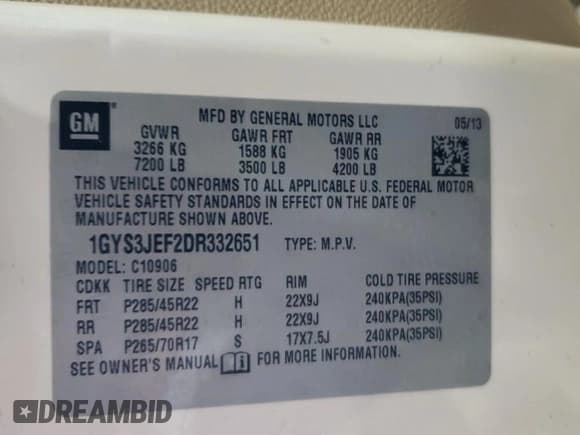 GM ®
MFD BY GENERAL MOTORS LLC
05/13
GVWR GAWR FRT GAWR RR
3266 KG 1588 KG 1905 KG
7200 LB 3500 LB 4200 LB
THIS VEHICLE CONFORMS TO ALL APPLICABLE U.S. FEDERAL MOTOR
VEHICLE SAFETY STANDARDS IN EFFECT ON THE DATE OF
MANUFACTURE SHOWN ABOVE.
1GYS3JEF2DR332651 TYPE: M.P.V.
MODEL: C10906
CDKK TIRE SIZE SPEED RTG RIM COLD TIRE PRESSURE
FRT P285/45R22 H 22X9J 240KPA(35PSI)
RR P285/45R22 H 22X9J 240KPA(35PSI)
SPA P265/70R17 S 17X7.5J 240KPA(35PSI)
SEE OWNER'S MANUAL FOR MORE INFORMATION.
DREAMBID